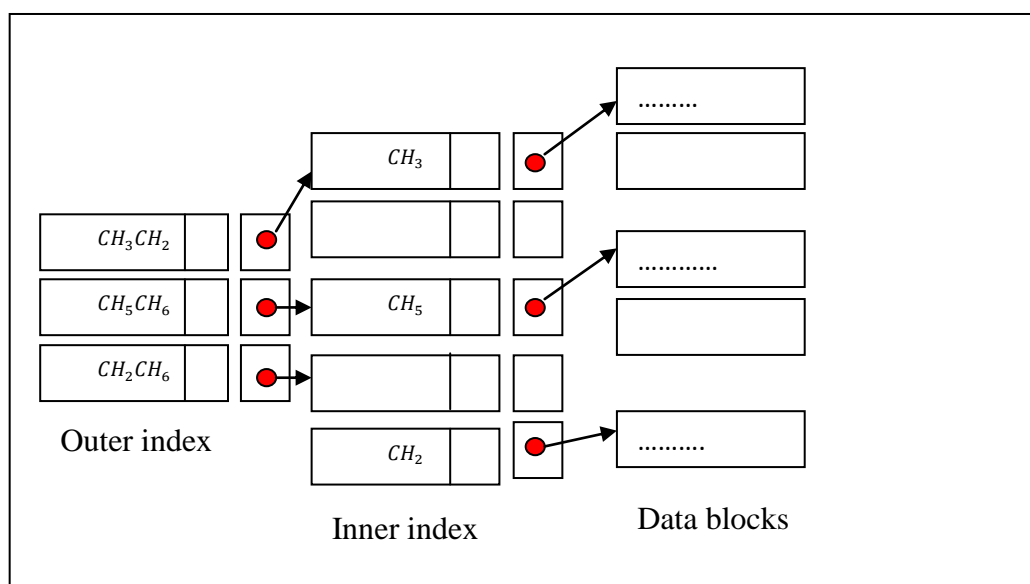 ………
𝐶𝐻₃
𝐶𝐻₃𝐶𝐻₂
…………
𝐶𝐻₅𝐶𝐻₆
𝐶𝐻₅
𝐶𝐻₂𝐶𝐻₆
Outer index
𝐶𝐻₂
……….
Inner index
Data blocks